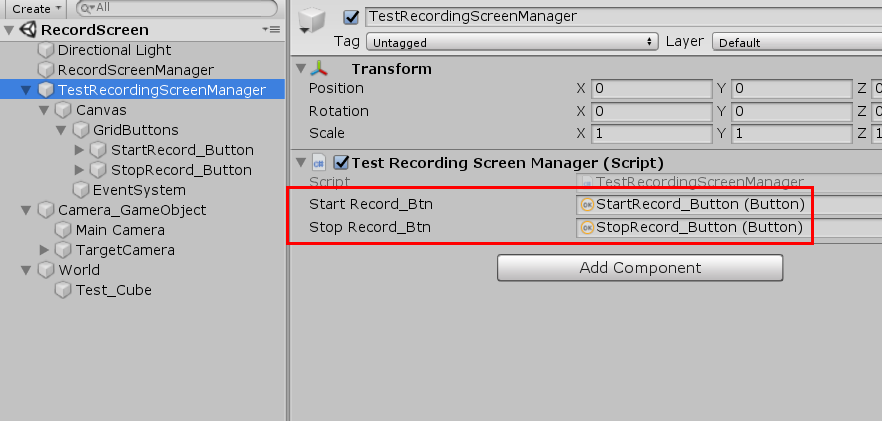 Create
All
RecordScreen
Directional Light
RecordScreenManager
TestRecordingScreenManager
Canvas
GridButtons
StartRecord_Button
StopRecord_Button
EventSystem
Camera_GameObject
Main Camera
TargetCamera
World
Test_Cube
TestRecordingScreenManager
Tag Untagged Layer Default
Transform
Position X 0 Y 0 Z 0
Rotation X 0 Y 0 Z 0
Scale X 1 Y 1 Z 1
C# Test Recording Screen Manager (Script)
Script TestRecordingScreenManager
Start Record_Btn OK StartRecord_Button (Button)
Stop Record_Btn OK StopRecord_Button (Button)
Add Component